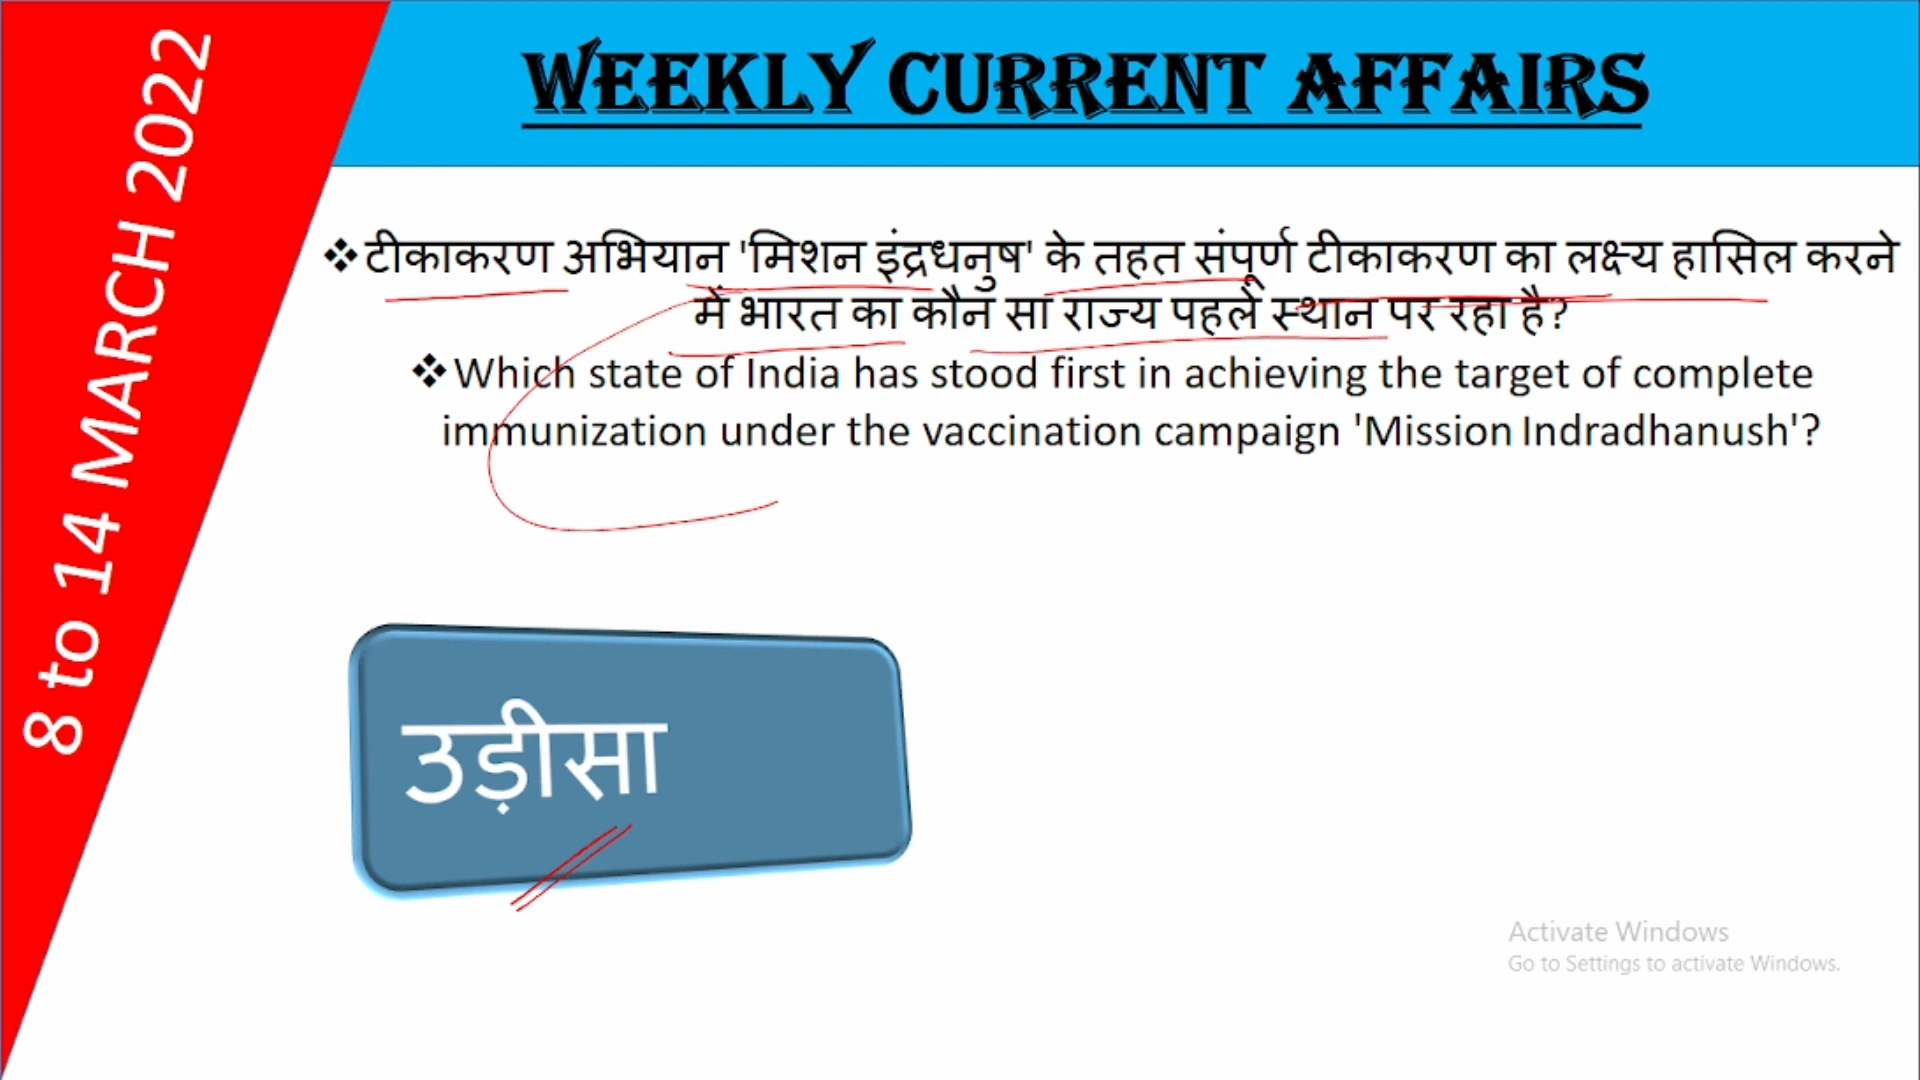 8 to 14 MARCH 2022
WEEKLY CURRENT AFFAIRS
❖टीकाकरण अभियान 'मिशन इंद्रधनुष' के तहत संपूर्ण टीकाकरण का लक्ष्य हासिल करने
में भारत का कौन सा राज्य पहले स्थान पर रहा है?
❖Which state of India has stood first in achieving the target of complete
immunization under the vaccination campaign 'Mission Indradhanush'?
उड़ीसा
Activate Windows
Go to Settings to activate Windows.